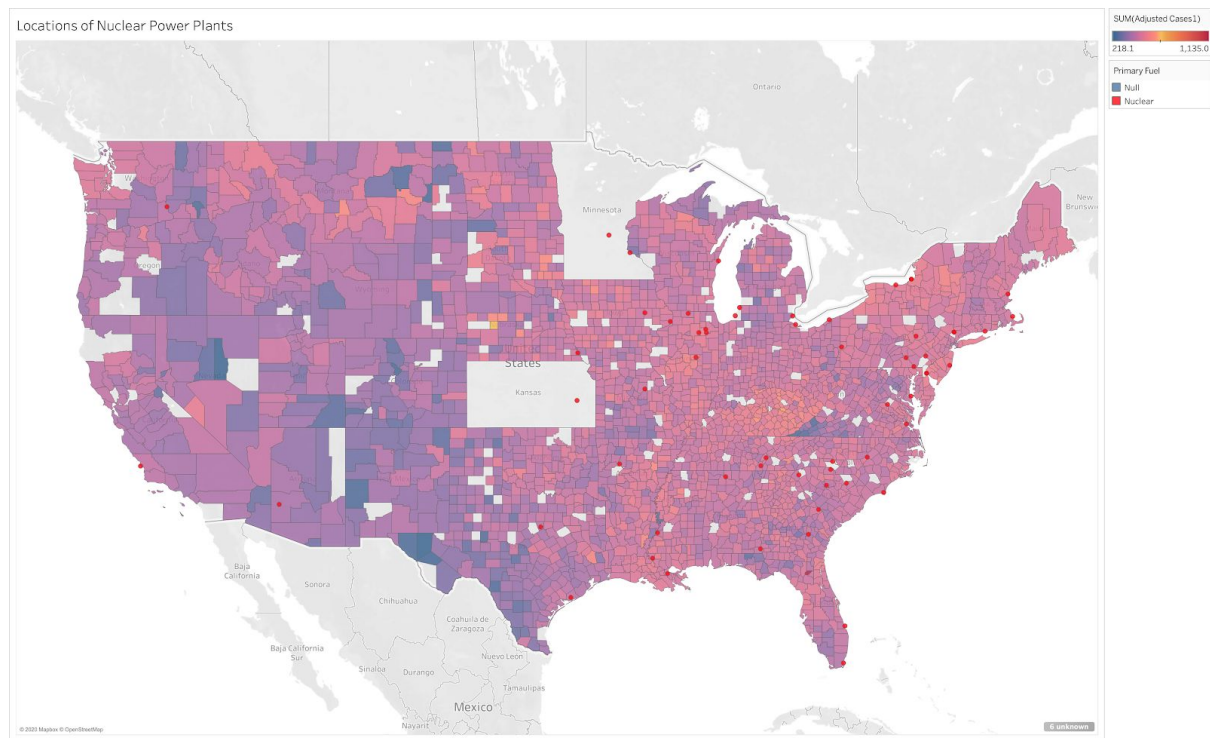 Locations of Nuclear Power Plants
SUM(Adjusted Cases1)
218.1 1,135.0
Primary Fuel
Null
Nuclear
Ontario
New
Brunswi
Minnesota
W
regon
States
Kansas
Baja
California
Sonora
Chihuahua
Coahuila de
Zaragoza
Baja California
Sur
Nuevo León
Sinaloa
Durango
Tamaulipas
Mexico
Nayarit
© 2020 Mapbox © OpenStreetMap
6 unknown